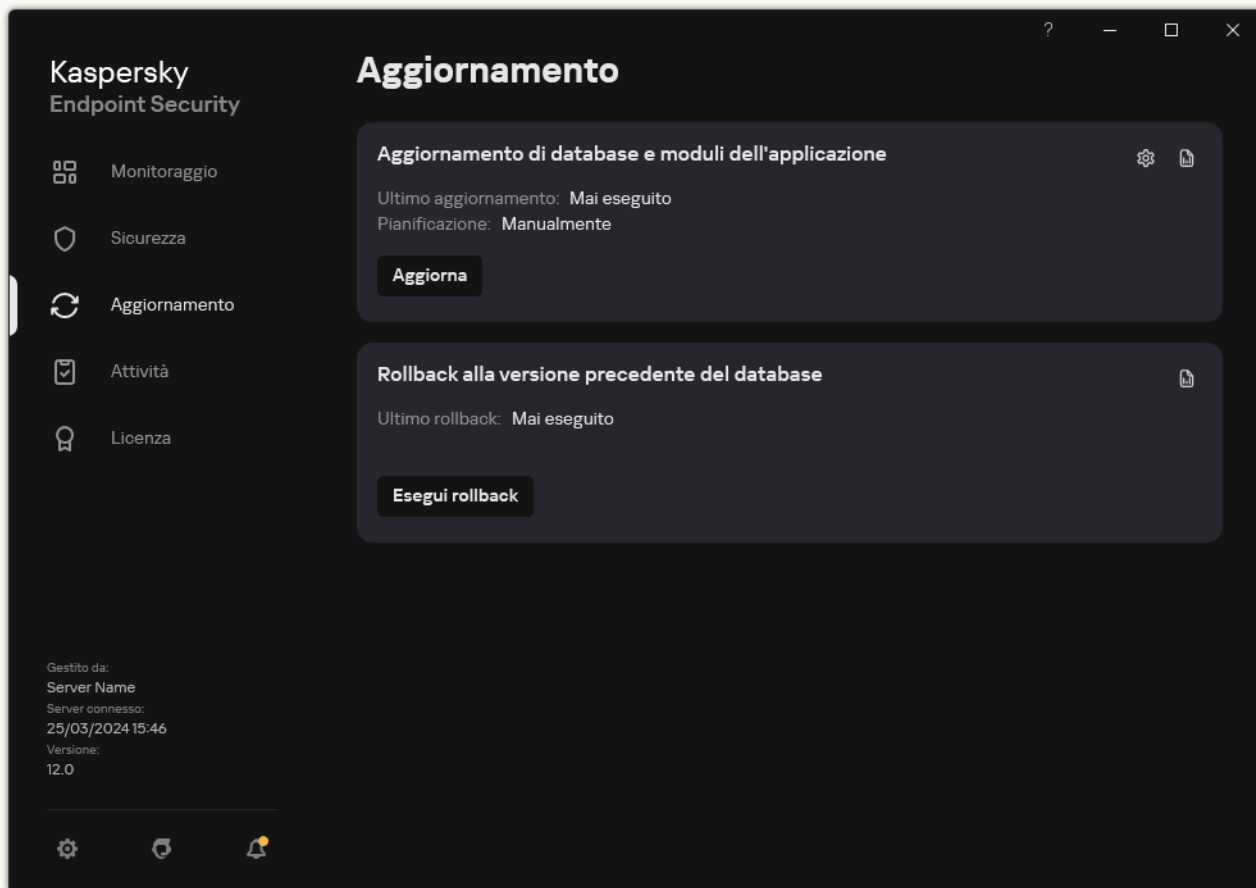 ?
Kaspersky
Endpoint Security
Monitoraggio
Sicurezza
Aggiornamento
Attività
Licenza
Gestito da:
Server Name
Server connesso:
25/03/2024 15:46
Versione:
12.0
Aggiornamento
Aggiornamento di database e moduli dell'applicazione
Ultimo aggiornamento: Mai eseguito
Pianificazione: Manualmente
Aggiorna
Rollback alla versione precedente del database
Ultimo rollback: Mai eseguito
Esegui rollback